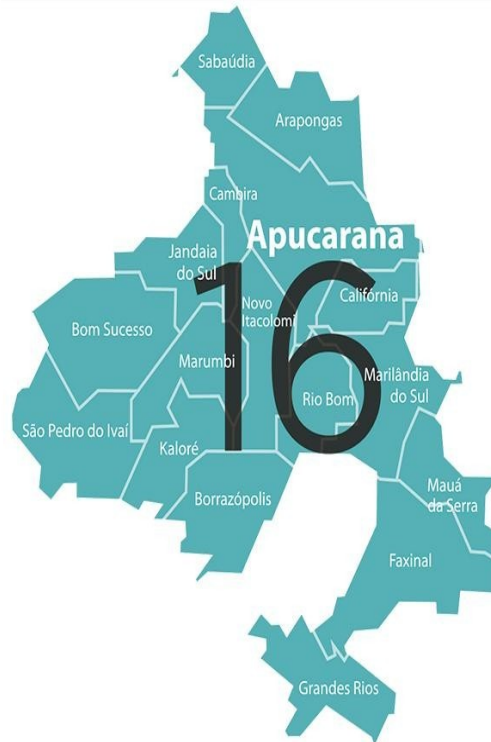 Sabaúdia
Arapongas
Cambira
Apucarana
Jandaia
do Sul
16
Novo
Itacolomi
Califórnia
Bom Sucesso
Marumbi
Marilândia
do Sul
Rio Bom
São Pedro do Ivaí
Kaloré
Borrazópolis
Mauá
da Serra
Faxinal
Grandes Rios